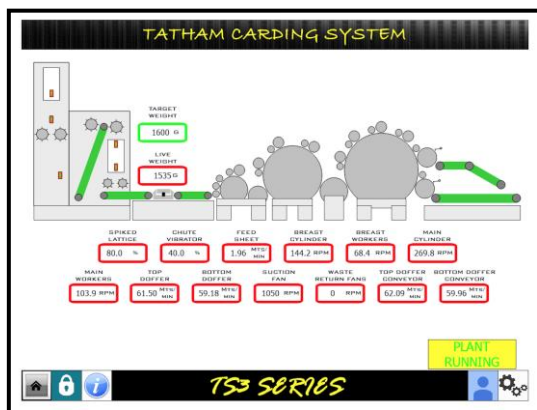 TATHAM CARDING SYSTEM
TARGET
WEIGHT
1600 G
LIVE
WEIGHT
1535 G
SPIKED LATTICE
80.0 %
CHUTE VIBRATOR
40.0 %
FEED SHEET
1.96 MTS/MIN
BREAST CYLINDER
144.2 RPM
BREAST WORKERS
68.4 RPM
MAIN CYLINDER
269.8 RPM
MAIN WORKERS
103.9 RPM
TOP DOFFER
61.50 MTS/MIN
BOTTOM DOFFER
59.18 MTS/MIN
SUCTION FAN
1050 RPM
WASTE RETURN FANS
0 RPM
TOP DOFFER CONVEYOR
62.09 MTS/MIN
BOTTOM DOFFER CONVEYOR
59.96 MTS/MIN
PLANT
RUNNING
TS3 SERIES